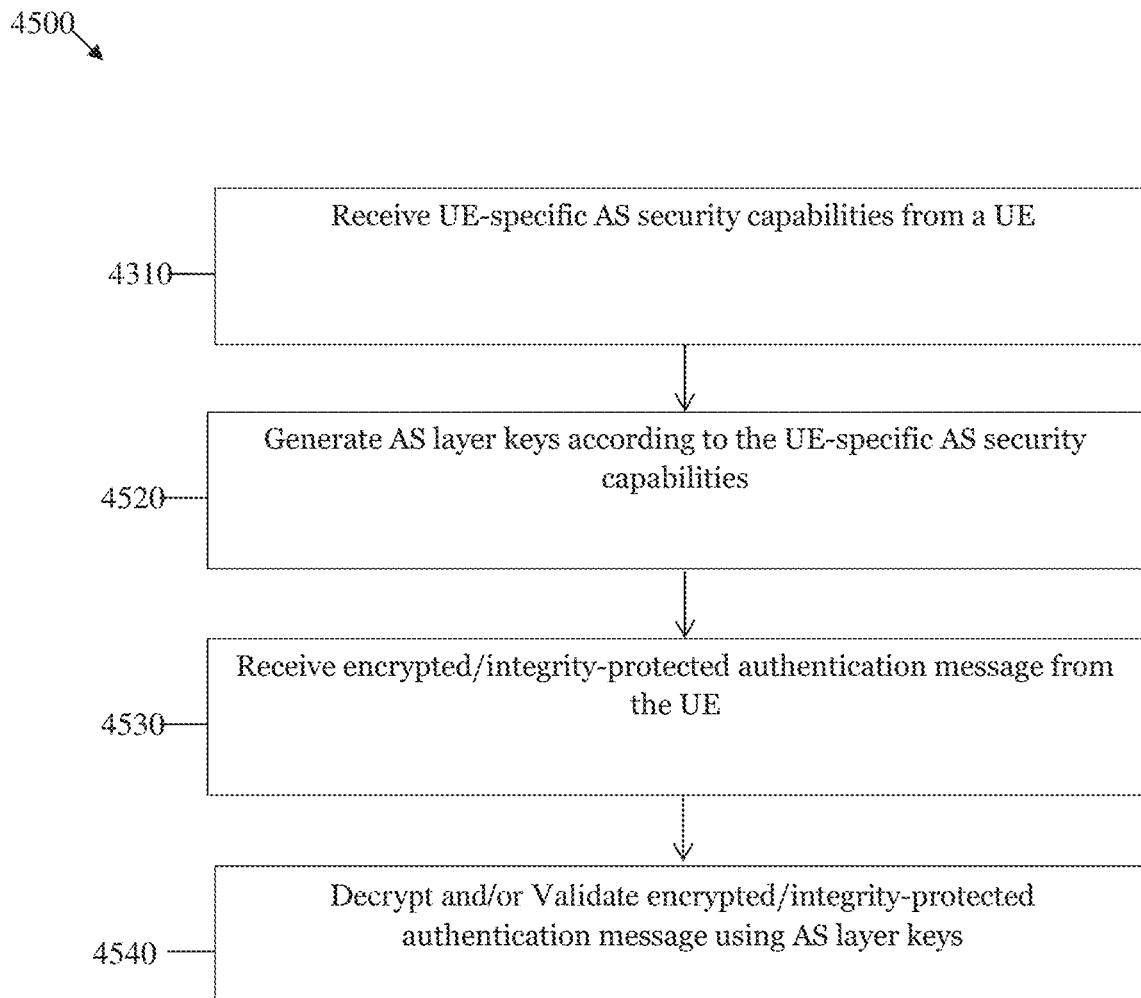 4500
Receive UE-specific AS security capabilities from a UE
4310
Generate AS layer keys according to the UE-specific AS security
capabilities
4520
Receive encrypted/integrity-protected authentication message from
the UE
4530
Decrypt and/or Validate encrypted/integrity-protected
authentication message using AS layer keys
4540